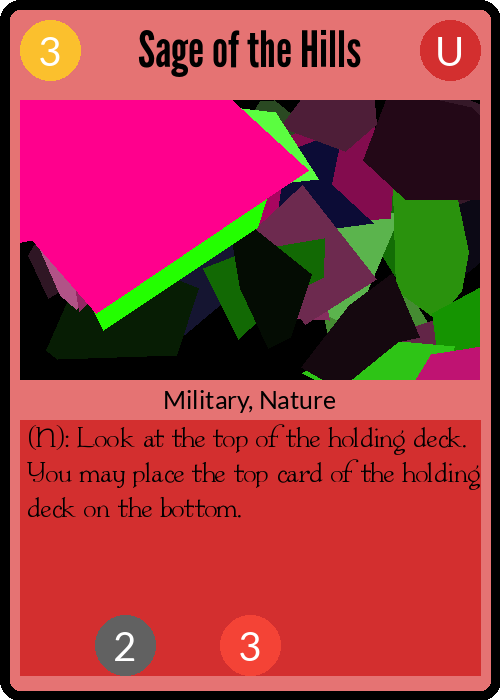 3
Sage of the Hills
U
Military, Nature
(N): Look at the top of the holding deck.
You may place the top card of the holding
deck on the bottom.
2
3